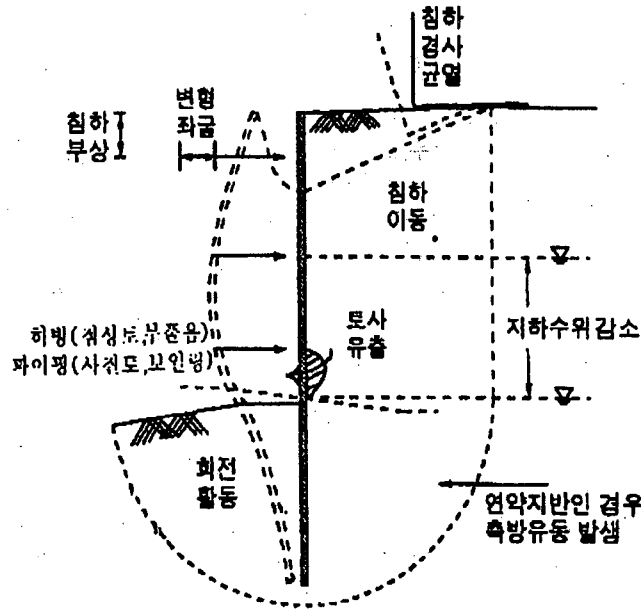 침하
경사
균열
변형
좌굴
침하
부상
침하
이동
토사
유출
지하수위감소
히빙(점성토,부풀음)
파이핑(사질토,보일링)
회전
활동
연약지반인 경우
측방유동 발생